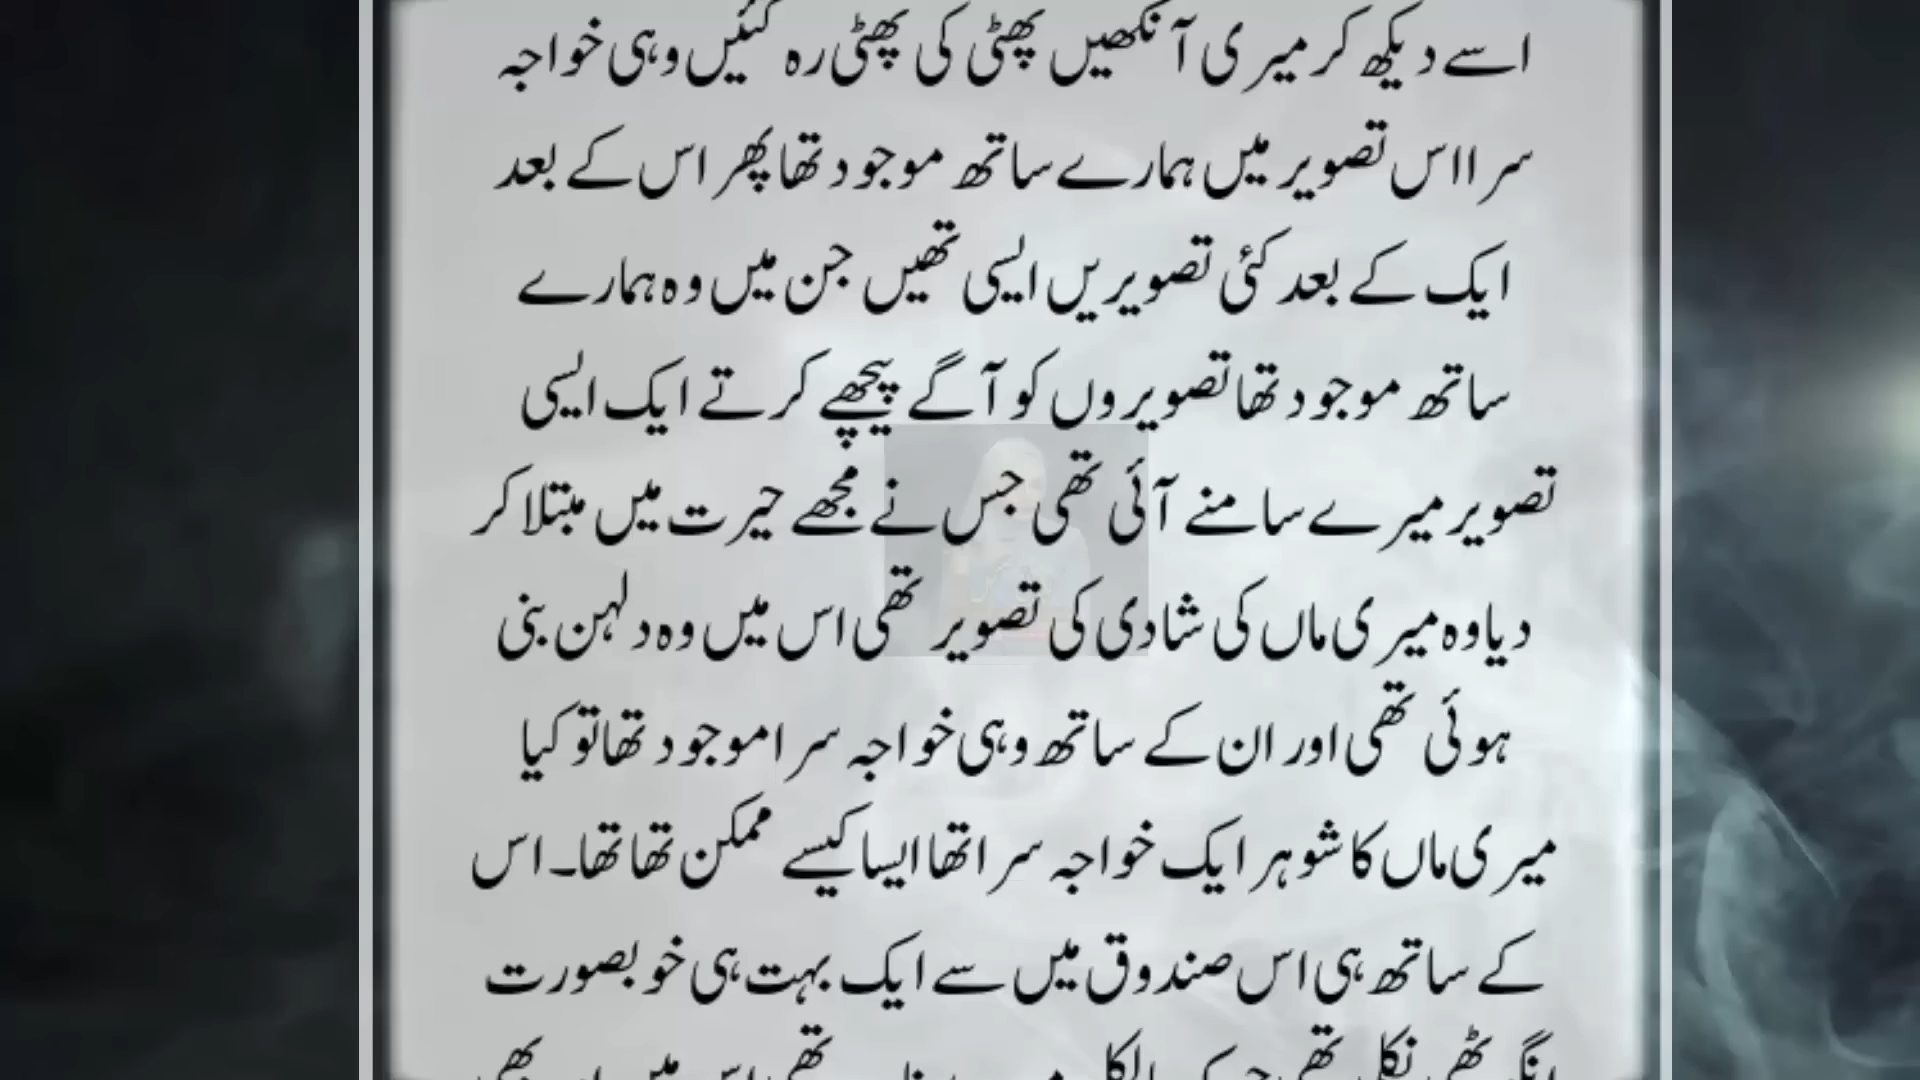 اسے دیکھ کر میری آنکھیں پھٹی کی پھٹی رہ گئیں وہی خواجہ
سرا اس تصویر میں ہمارے ساتھ موجود تھا پھر اس کے بعد
ایک کے بعد کئی تصویریں ایسی تھیں جن میں وہ ہمارے
ساتھ موجود تھا تصویروں کو آگے پیچھے کرتے ایک ایسی
تصویر میرے سامنے آئی تھی جس نے مجھے حیرت میں مبتلا کر
دیا وہ میری ماں کی شادی کی تصویر تھی اس میں وہ دلہن بنی
ہوئی تھی اور ان کے ساتھ وہی خواجہ سرا موجود تھا تو کیا
میری ماں کا شوہر ایک خواجہ سرا تھا ایسا کیسے ممکن تھا تھا۔ اس
کے ساتھ ہی اس صندوق میں سے ایک بہت ہی خوبصورت
انگوٹھی نکلی تھی